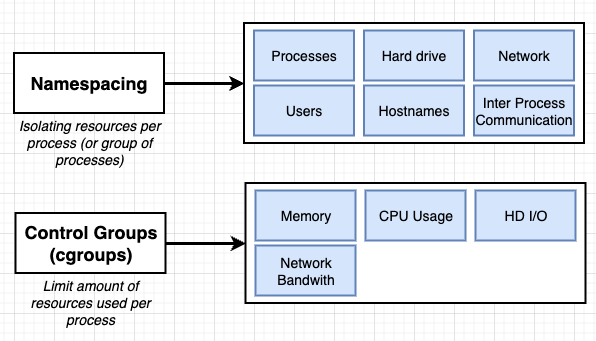 Namespacing
Isolating resources per
process (or group of
processes)
Processes
Hard drive
Network
Users
Hostnames
Inter Process
Communication
Control Groups
(cgroups)
Limit amount of
resources used per
process
Memory
CPU Usage
HD I/O
Network
Bandwith